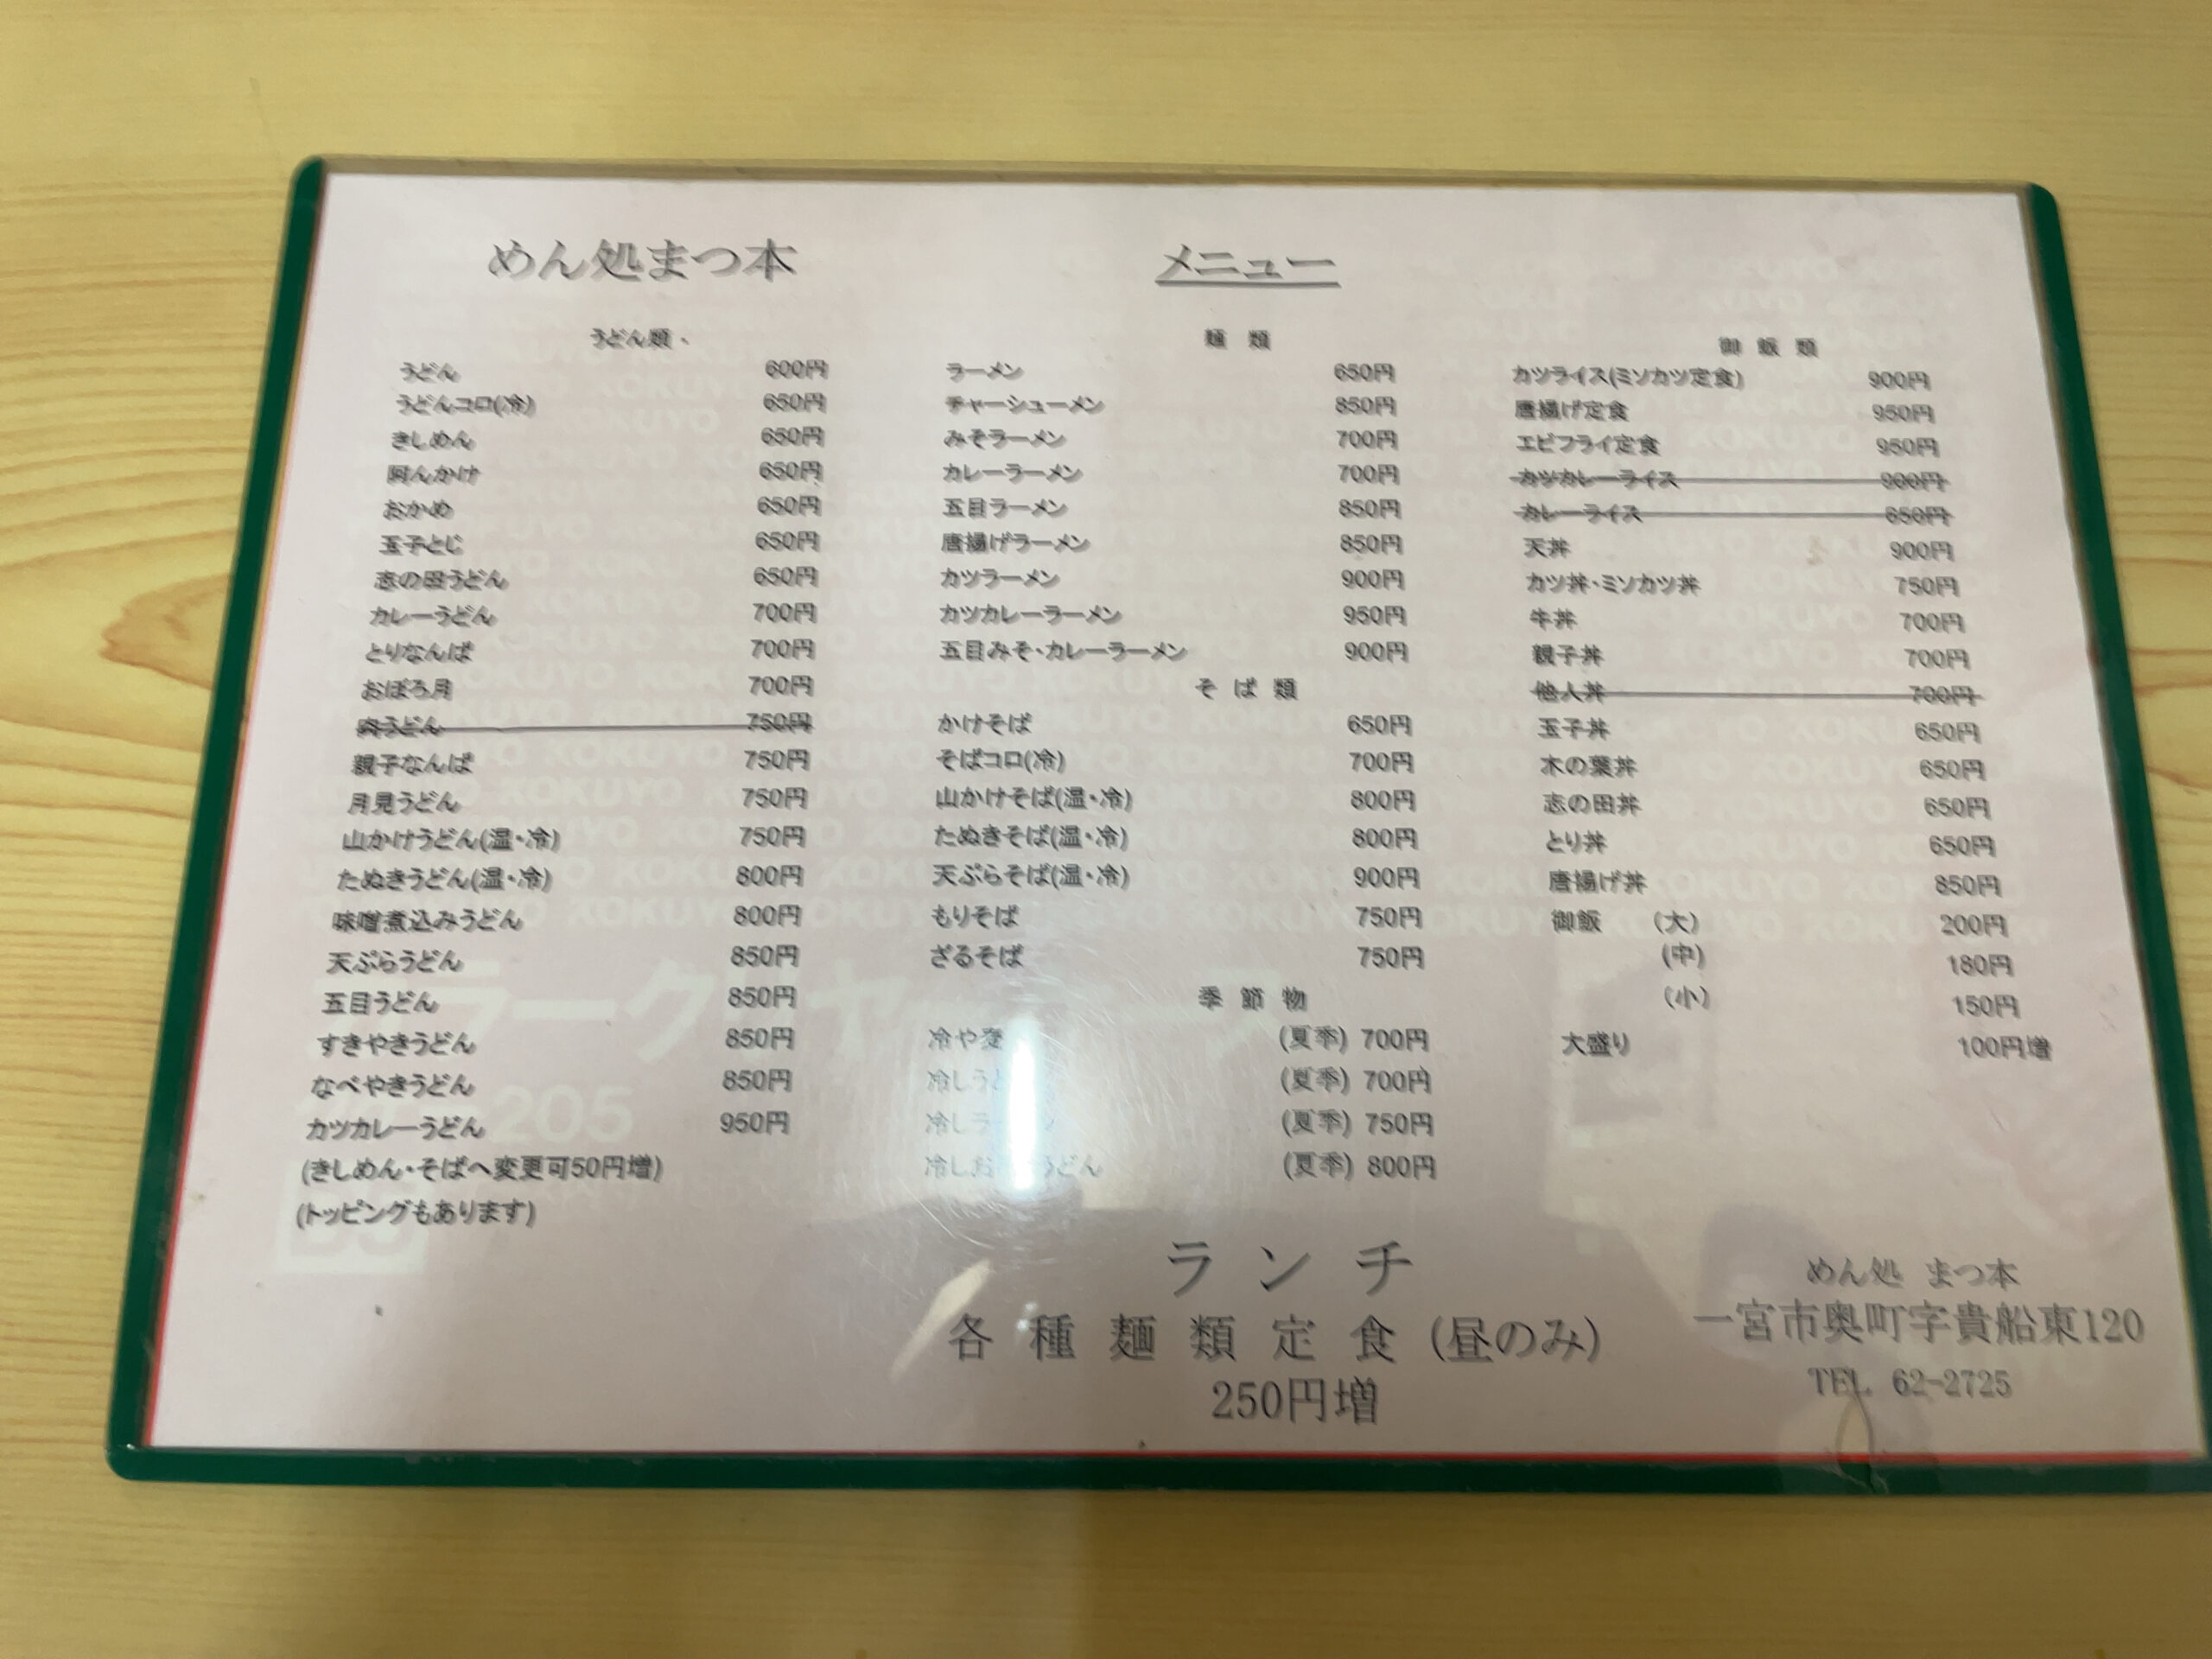 めん処まつ本
メニュー
うどん類
うどん 600円
うどんコロ(冷) 650円
きしめん 650円
阿んかけ 650円
おかめ 650円
玉子とじ 650円
志の田うどん 650円
カレーうどん 700円
とりなんば 700円
おぼろ月 700円
肉うどん 750円
親子なんば 750円
月見うどん 750円
山かけうどん(温・冷) 750円
たぬきうどん(温・冷) 800円
味噌煮込みうどん 800円
天ぷらうどん 850円
五目うどん 850円
すきやきうどん 850円
なべやきうどん 850円
カツカレーうどん 950円
(きしめん・そばへ変更可50円増)
(トッピングもあります)
麺 類
ラーメン 650円
チャーシューメン 850円
みそラーメン 700円
カレーラーメン 700円
五目ラーメン 850円
唐揚げラーメン 850円
カツラーメン 900円
カツカレーラーメン 950円
五目みそ・カレーラーメン 900円
そ ば 類
かけそば 650円
そばコロ(冷) 700円
山かけそば(温・冷) 800円
たぬきそば(温・冷) 800円
天ぷらそば(温・冷) 900円
もりそば 750円
ざるそば 750円
季 節 物
冷や麦 (夏季) 700円
冷しう (夏季) 700円
冷しラ (夏季) 750円
冷しお うどん (夏季) 800円
御 飯 類
カツライス(ミソカツ定食) 900円
唐揚げ定食 950円
エビフライ定食 950円
カツカレーライス 900円
カレーライス 650円
天丼 900円
カツ丼・ミソカツ丼 750円
牛丼 700円
親子丼 700円
他人丼 700円
玉子丼 650円
木の葉丼 650円
志の田丼 650円
とり丼 650円
唐揚げ丼 850円
御飯 (大) 200円
(中) 180円
(小) 150円
大盛り 100円増
ラ ン チ
各 種 麺 類 定 食 (昼のみ)
250円増
めん処 まつ本
一宮市奥町字貴船東120
TEL 62-2725